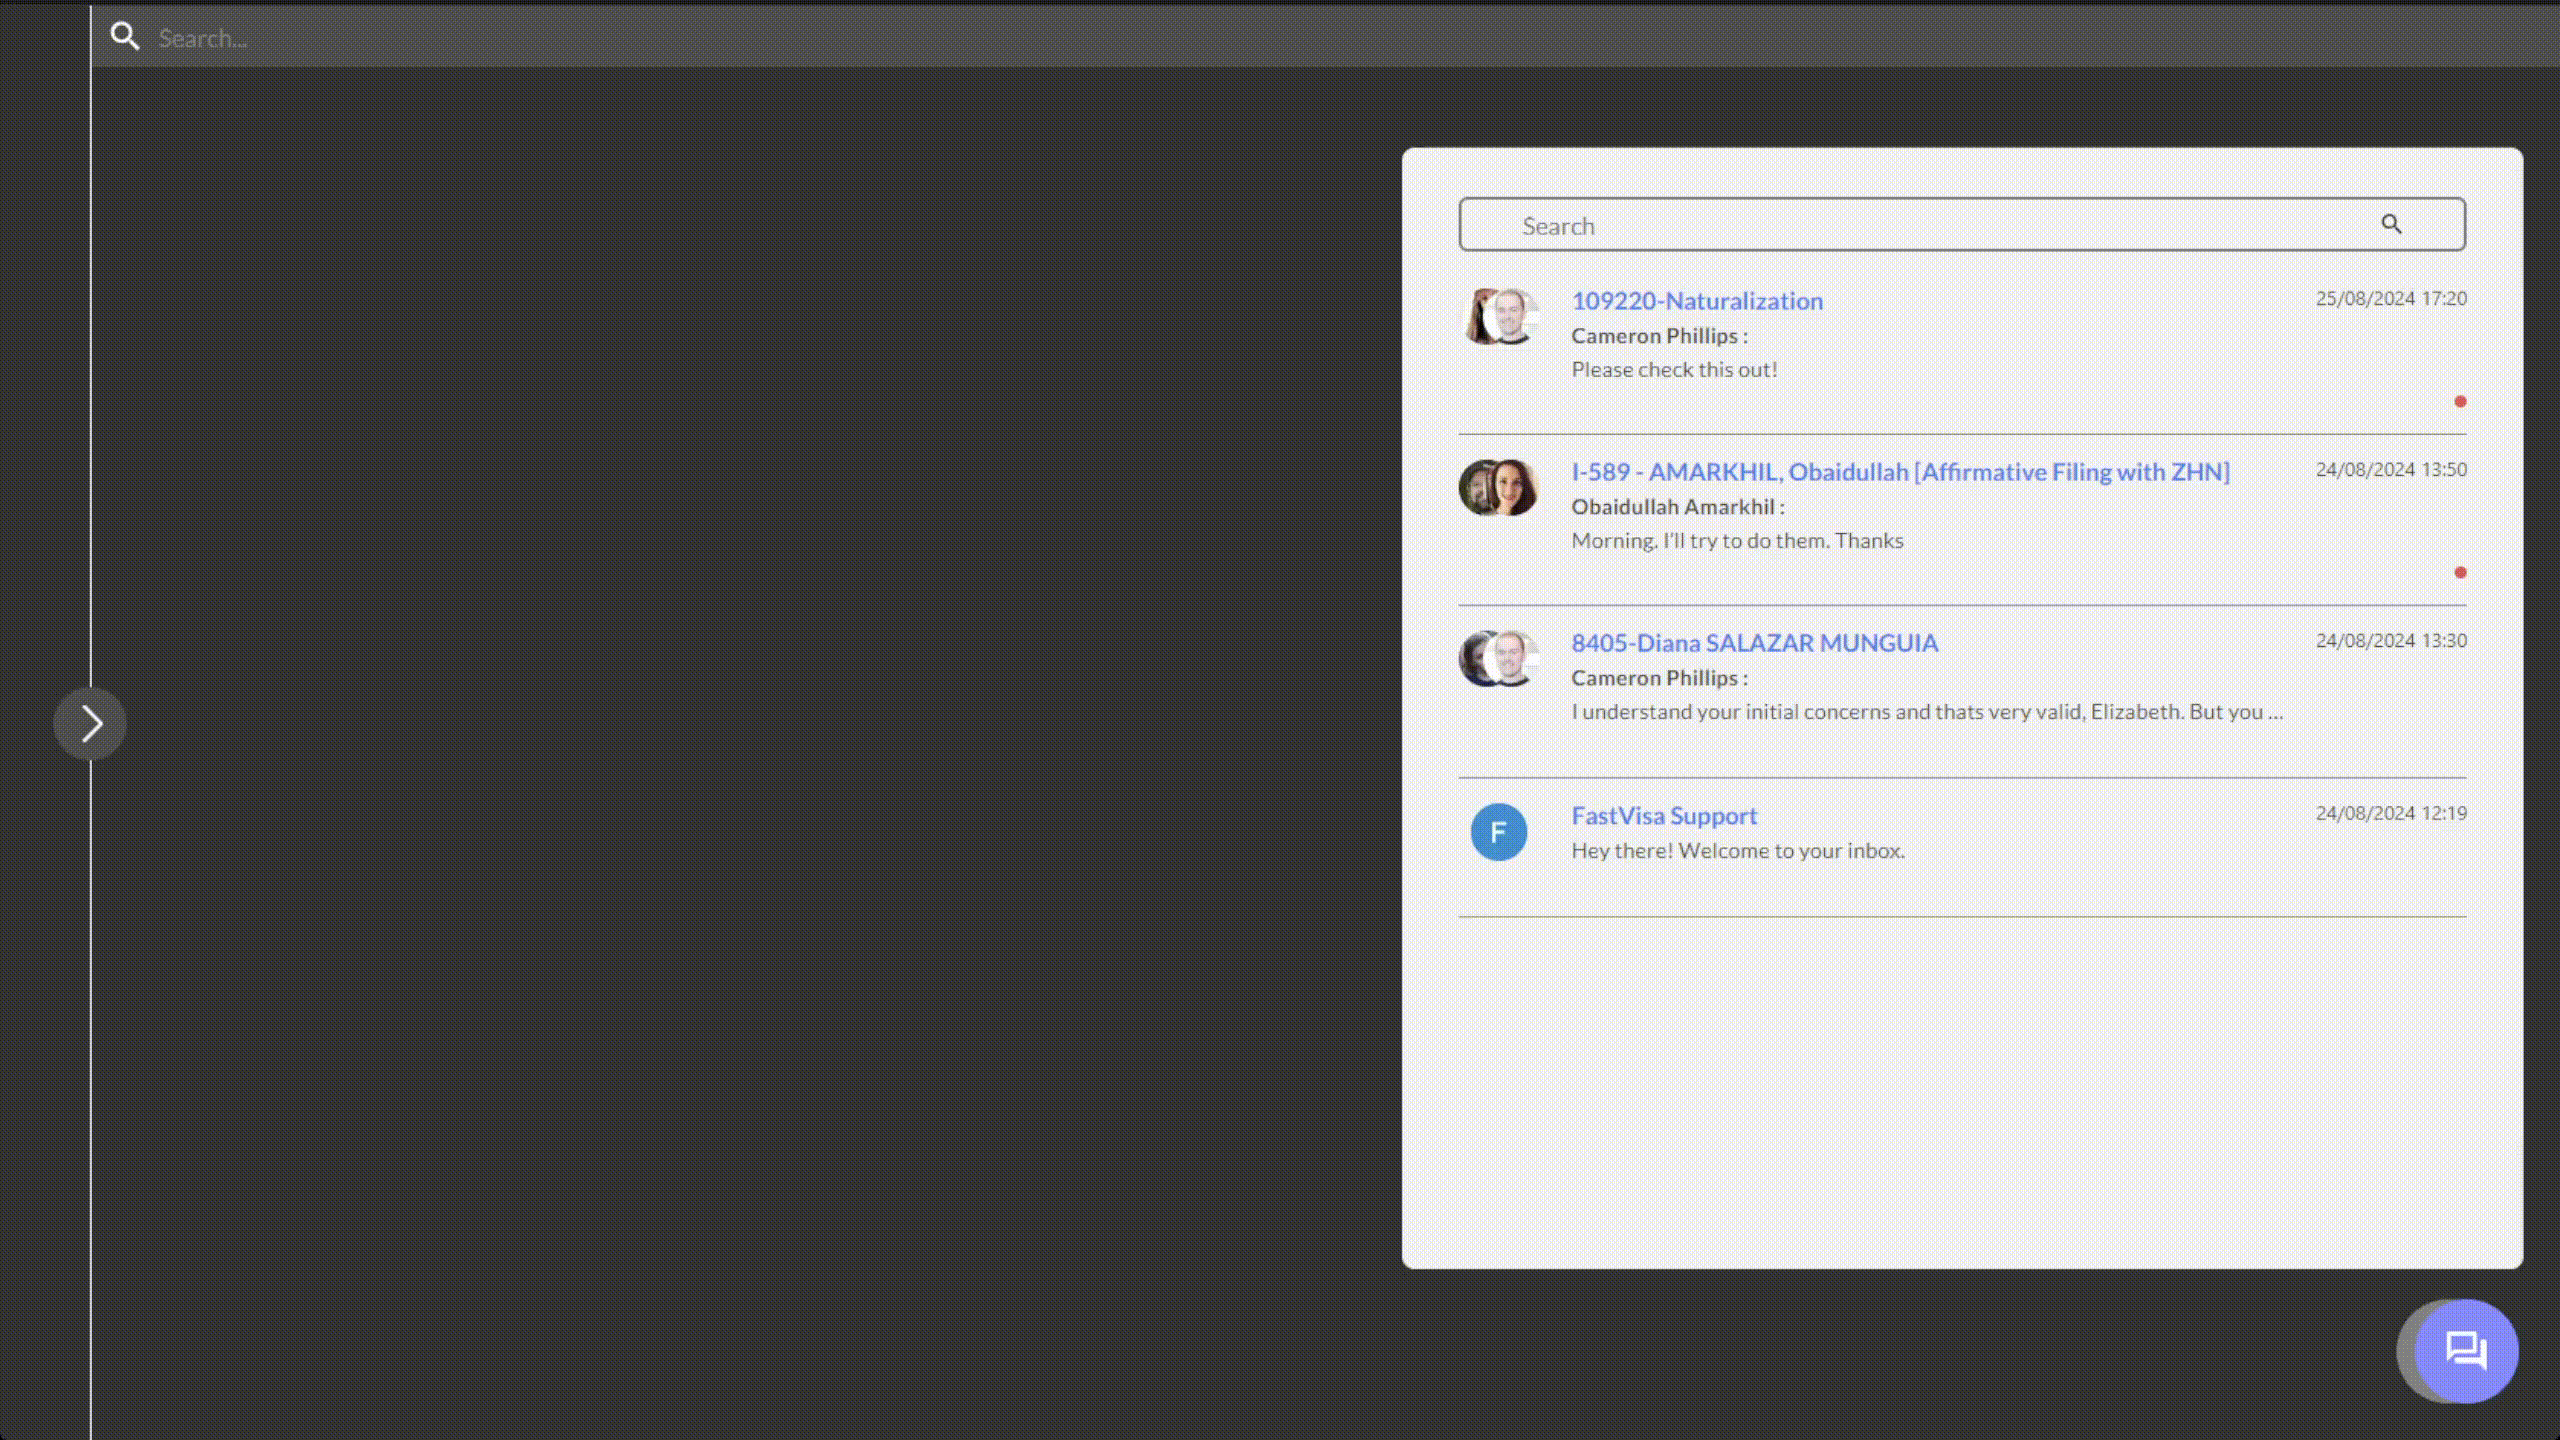 Search...
Search
109220-Naturalization
25/08/2024 17:20
Cameron Phillips :
Please check this out!
I-589 - AMARKHIL, Obaidullah [Affirmative Filing with ZHN]
24/08/2024 13:50
Obaidullah Amarkhil :
Morning. I'll try to do them. Thanks
8405-Diana SALAZAR MUNGUIA
24/08/2024 13:30
Cameron Phillips :
I understand your initial concerns and thats very valid, Elizabeth. But you ...
F
FastVisa Support
24/08/2024 12:19
Hey there! Welcome to your inbox.